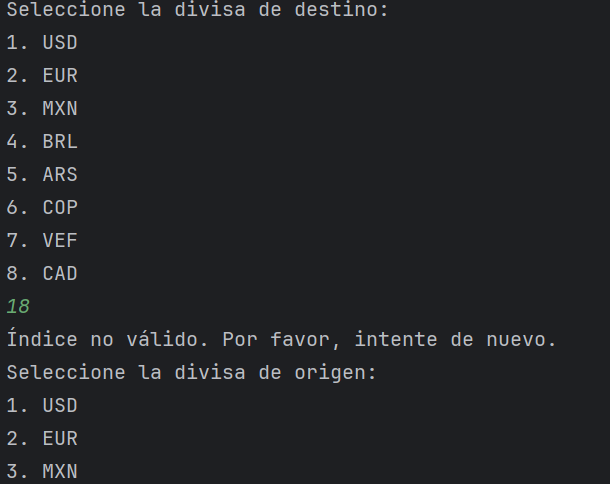 Seleccione la divisa de destino:
1. USD
2. EUR
3. MXN
4. BRL
5. ARS
6. COP
7. VEF
8. CAD
18
Índice no válido. Por favor, intente de nuevo.
Seleccione la divisa de origen:
1. USD
2. EUR
3. MXN